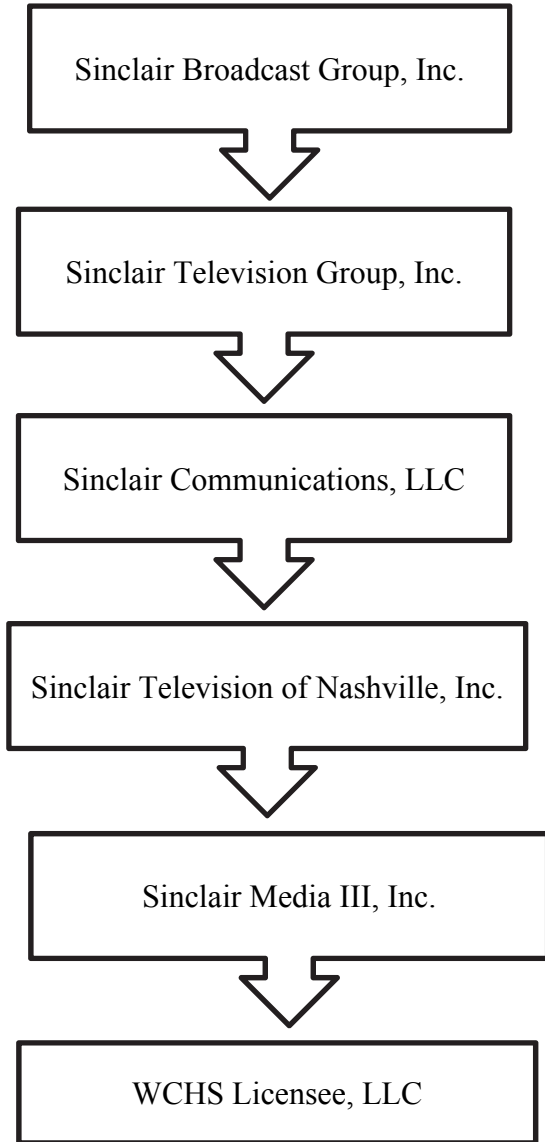 Sinclair Broadcast Group, Inc.
Sinclair Television Group, Inc.
Sinclair Communications, LLC
Sinclair Television of Nashville, Inc.
Sinclair Media III, Inc.
WCHS Licensee, LLC